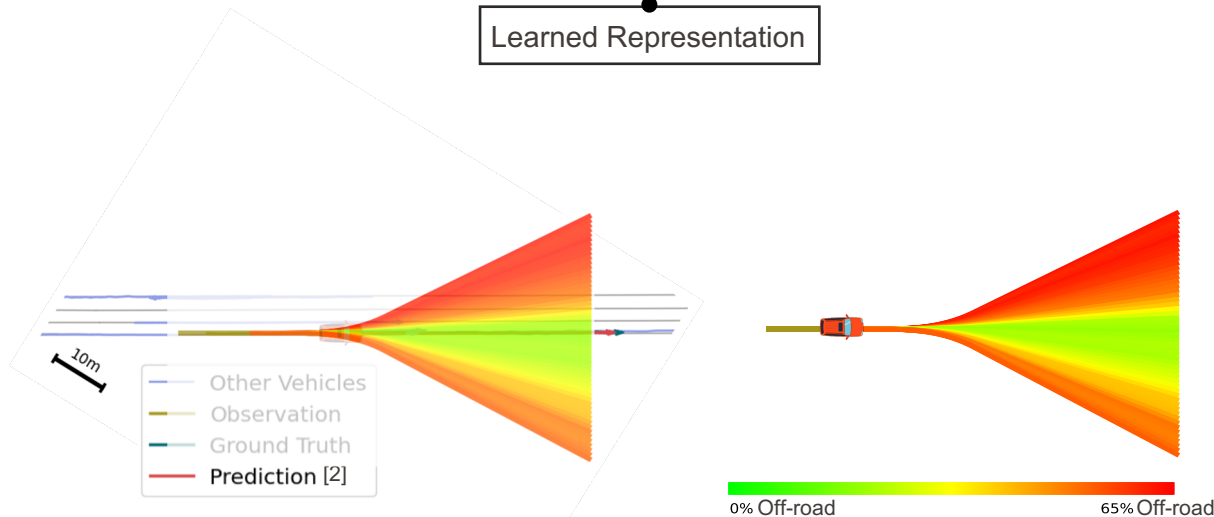 Learned Representation
10m
Other Vehicles
Observation
Ground Truth
Prediction [2]
0% Off-road
65% Off-road